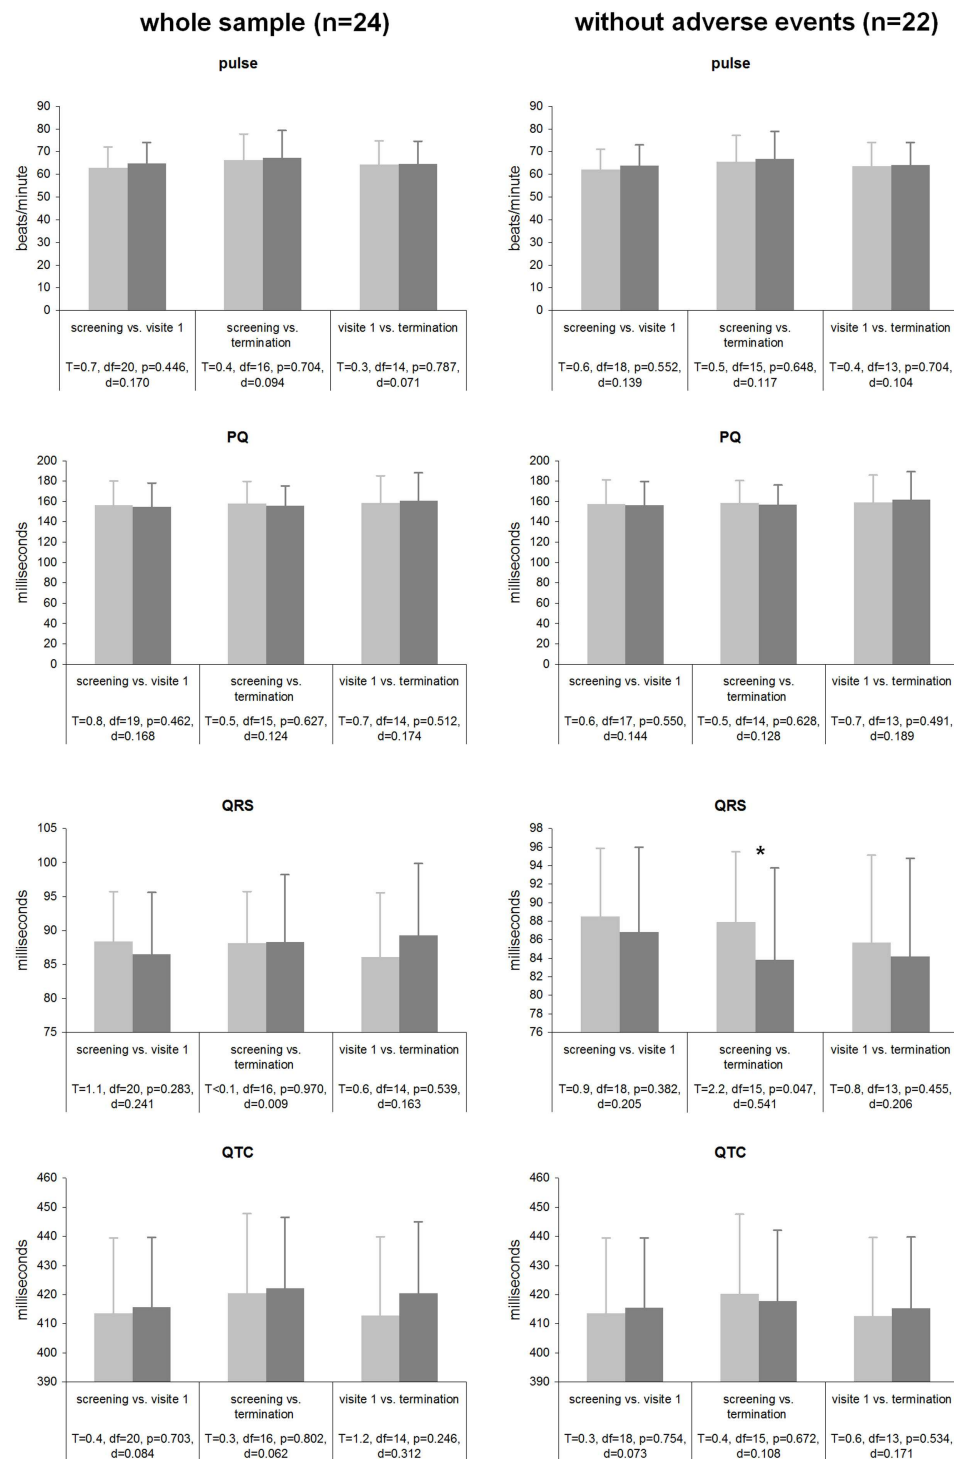 whole sample (n=24)
without adverse events (n=22)
pulse
90
80
70
60
50
40
30
20
10
0
beats/minute
screening vs. visite 1
screening vs.
termination
visite 1 vs. termination
T=0.7, df=20, p=0.446,
d=0.170
T=0.4, df=16, p=0.704,
d=0.094
T=0.3, df=14, p=0.787,
d=0.071
pulse
90
80
70
60
50
40
30
20
10
0
beats/minute
screening vs. visite 1
screening vs.
termination
visite 1 vs. termination
T=0.6, df=18, p=0.552,
d=0.139
T=0.5, df=15, p=0.648,
d=0.117
T=0.4, df=13, p=0.704,
d=0.104
PQ
200
180
160
140
120
100
80
60
40
20
0
milliseconds
screening vs. visite 1
screening vs.
termination
visite 1 vs. termination
T=0.8, df=19, p=0.462,
d=0.168
T=0.5, df=15, p=0.627,
d=0.124
T=0.7, df=14, p=0.512,
d=0.174
PQ
200
180
160
140
120
100
80
60
40
20
0
milliseconds
screening vs. visite 1
screening vs.
termination
visite 1 vs. termination
T=0.6, df=17, p=0.550,
d=0.144
T=0.5, df=14, p=0.628,
d=0.128
T=0.7, df=13, p=0.491,
d=0.189
QRS
105
100
95
90
85
80
75
milliseconds
screening vs. visite 1
screening vs.
termination
visite 1 vs. termination
T=1.1, df=20, p=0.283,
d=0.241
T<0.1, df=16, p=0.970,
d=0.009
T=0.6, df=14, p=0.539,
d=0.163
QRS
98
96
94
92
90
88
86
84
82
80
78
76
milliseconds
*
screening vs. visite 1
screening vs.
termination
visite 1 vs. termination
T=0.9, df=18, p=0.382,
d=0.205
T=2.2, df=15, p=0.047,
d=0.541
T=0.8, df=13, p=0.455,
d=0.206
QTC
460
450
440
430
420
410
400
390
milliseconds
screening vs. visite 1
screening vs.
termination
visite 1 vs. termination
T=0.4, df=20, p=0.703,
d=0.084
T=0.3, df=16, p=0.802,
d=0.062
T=1.2, df=14, p=0.246,
d=0.312
QTC
460
450
440
430
420
410
400
390
milliseconds
screening vs. visite 1
screening vs.
termination
visite 1 vs. termination
T=0.3, df=18, p=0.754,
d=0.073
T=0.4, df=15, p=0.672,
d=0.108
T=0.6, df=13, p=0.534,
d=0.171